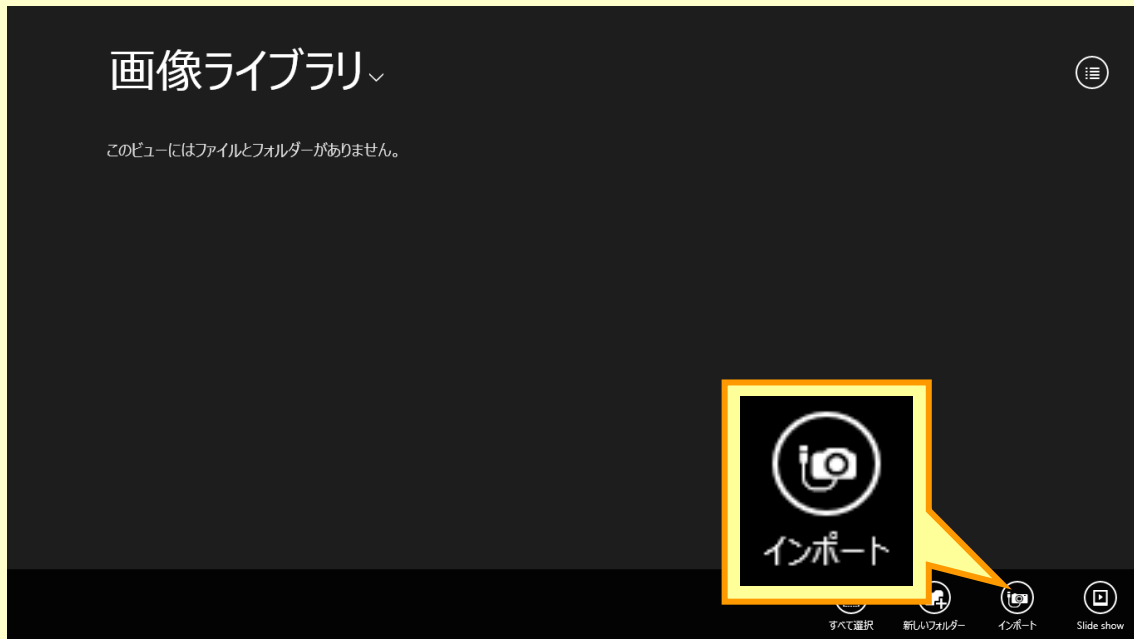 画像ライブラリ
このビューにはファイルとフォルダーがありません。
インポート
すべて選択
新しいフォルダー
インポート
Slide show